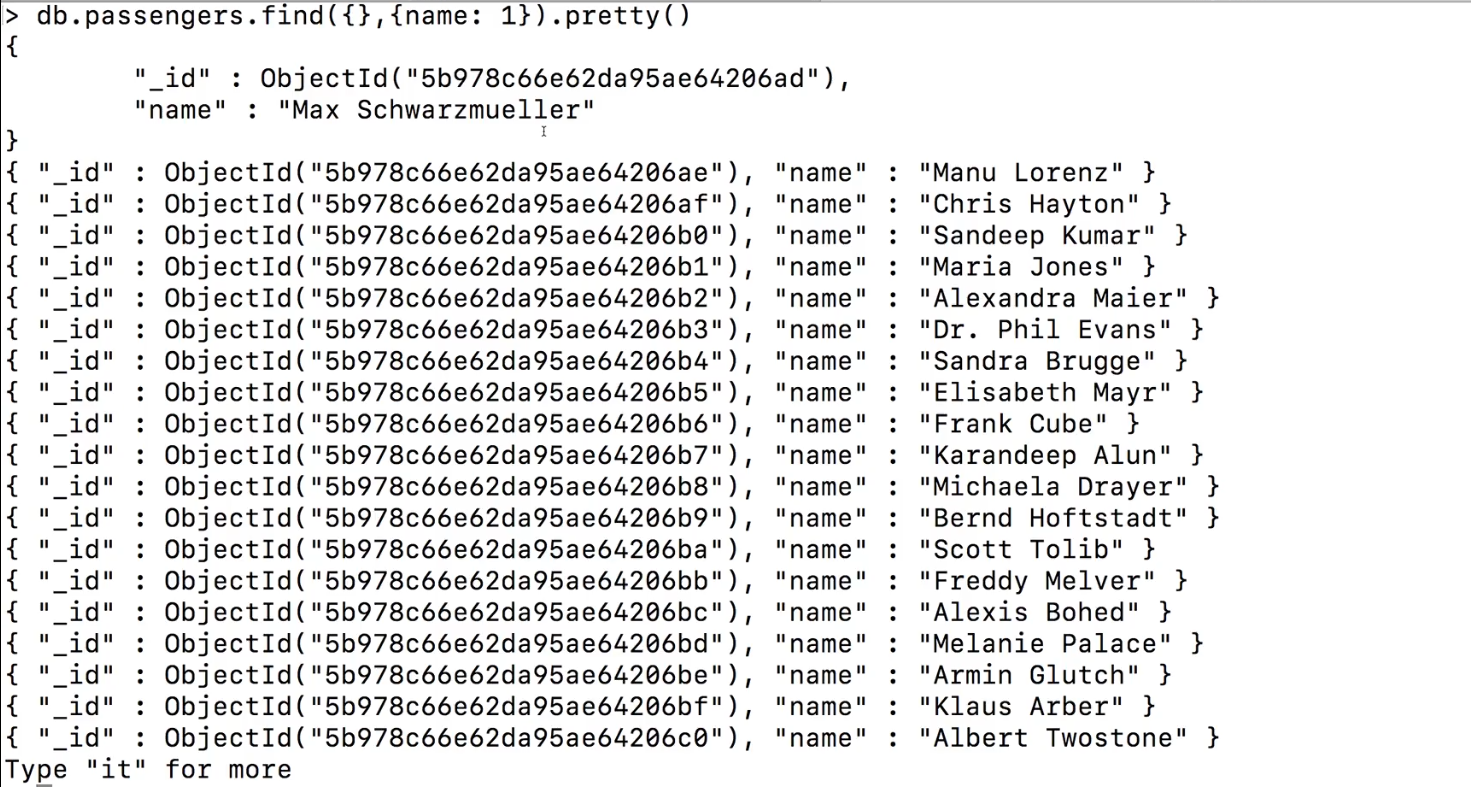 > db.passengers.find({},{name: 1}).pretty()
{
        "_id" : ObjectId("5b978c66e62da95ae64206ad"),
        "name" : "Max Schwarzmueller"
}
{ "_id" : ObjectId("5b978c66e62da95ae64206ae"), "name" : "Manu Lorenz" }
{ "_id" : ObjectId("5b978c66e62da95ae64206af"), "name" : "Chris Hayton" }
{ "_id" : ObjectId("5b978c66e62da95ae64206b0"), "name" : "Sandeep Kumar" }
{ "_id" : ObjectId("5b978c66e62da95ae64206b1"), "name" : "Maria Jones" }
{ "_id" : ObjectId("5b978c66e62da95ae64206b2"), "name" : "Alexandra Maier" }
{ "_id" : ObjectId("5b978c66e62da95ae64206b3"), "name" : "Dr. Phil Evans" }
{ "_id" : ObjectId("5b978c66e62da95ae64206b4"), "name" : "Sandra Brugge" }
{ "_id" : ObjectId("5b978c66e62da95ae64206b5"), "name" : "Elisabeth Mayr" }
{ "_id" : ObjectId("5b978c66e62da95ae64206b6"), "name" : "Frank Cube" }
{ "_id" : ObjectId("5b978c66e62da95ae64206b7"), "name" : "Karandeep Alun" }
{ "_id" : ObjectId("5b978c66e62da95ae64206b8"), "name" : "Michaela Drayer" }
{ "_id" : ObjectId("5b978c66e62da95ae64206b9"), "name" : "Bernd Hoftstadt" }
{ "_id" : ObjectId("5b978c66e62da95ae64206ba"), "name" : "Scott Tolib" }
{ "_id" : ObjectId("5b978c66e62da95ae64206bb"), "name" : "Freddy Melver" }
{ "_id" : ObjectId("5b978c66e62da95ae64206bc"), "name" : "Alexis Bohed" }
{ "_id" : ObjectId("5b978c66e62da95ae64206bd"), "name" : "Melanie Palace" }
{ "_id" : ObjectId("5b978c66e62da95ae64206be"), "name" : "Armin Glutch" }
{ "_id" : ObjectId("5b978c66e62da95ae64206bf"), "name" : "Klaus Arber" }
{ "_id" : ObjectId("5b978c66e62da95ae64206c0"), "name" : "Albert Twostone" }
Type "it" for more